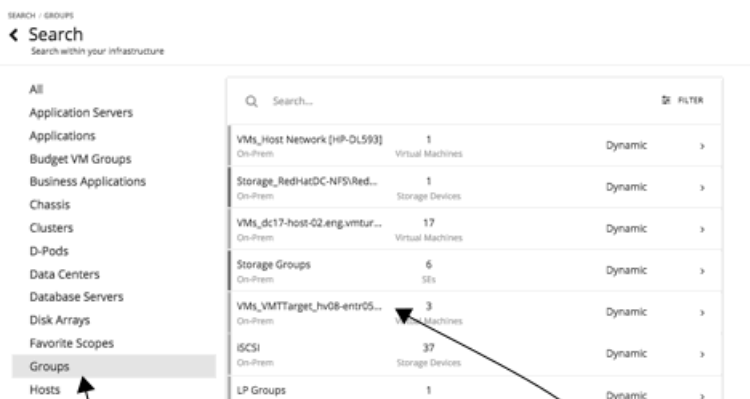 SEARCH / GROUPS
Search
Search within your infrastructure
All
Application Servers
Applications
Budget VM Groups
Business Applications
Chassis
Clusters
D-Pods
Data Centers
Database Servers
Disk Arrays
Favorite Scopes
Groups
Hosts
Search...
FILTER
VMs_Host Network [HP-DL593] 1 Dynamic
On-Prem Virtual Machines
Storage_RedHatDC-NFS\Red... 1 Dynamic
On-Prem Storage Devices
VMs_dc17-host-02.eng.vmtur... 17 Dynamic
On-Prem Virtual Machines
Storage Groups 6 Dynamic
On-Prem SEs
VMs_VMTTarget_hv08-entr05... 3 Dynamic
On-Prem Virtual Machines
iSCSI 37 Dynamic
On-Prem Storage Devices
LP Groups 1 Dynamic